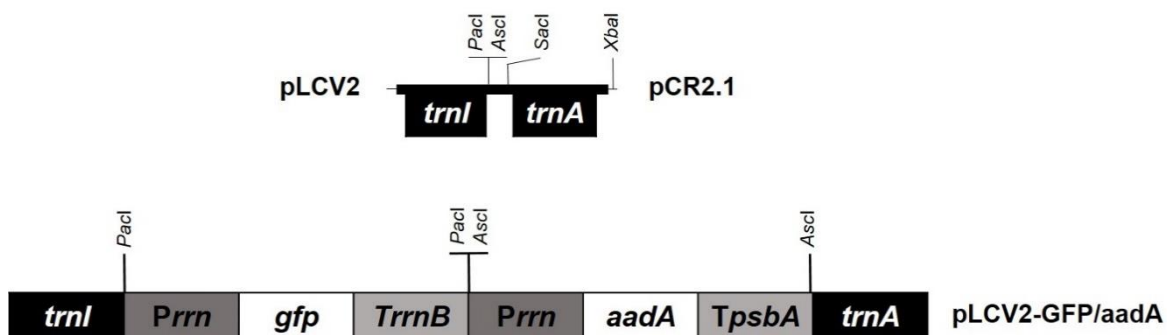 PacI
AscI
SacI
XbaI
pLCV2
pCR2.1
trnI
trnA
PacI
PacI
AscI
AscI
trnI Prrn gfp TrrnB Prrn aadA TpsbA trnA pLCV2-GFP/aadA